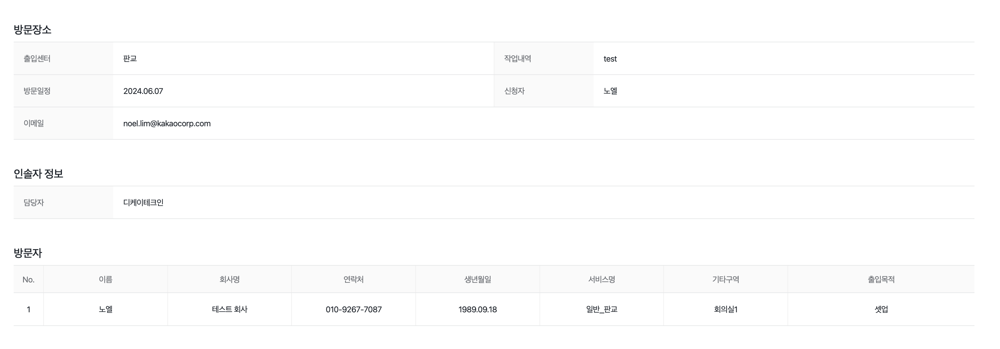 방문장소
출입센터 판교 작업내역 test
방문일정 2024.06.07 신청자 노엘
이메일 noel.lim@kakaocorp.com
인솔자 정보
담당자 디케이테크인
방문자
No. 이름 회사명 연락처 생년월일 서비스명 기타구역 출입목적
1 노엘 테스트 회사 010-9267-7087 1989.09.18 일반_판교 회의실1 셋업